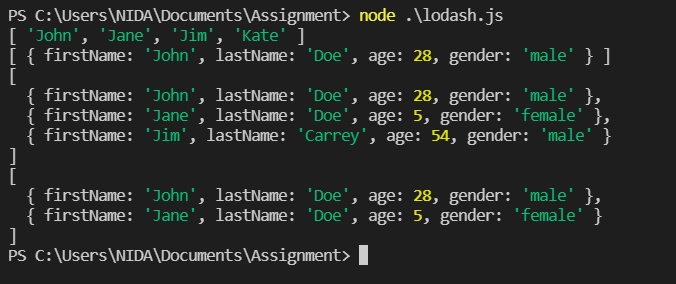 PS C:\Users\NIDA\Documents\Assignment> node .\lodash.js
[ 'John', 'Jane', 'Jim', 'Kate' ]
[ { firstName: 'John', lastName: 'Doe', age: 28, gender: 'male' } ]
[
  { firstName: 'John', lastName: 'Doe', age: 28, gender: 'male' },
  { firstName: 'Jane', lastName: 'Doe', age: 5, gender: 'female' },
  { firstName: 'Jim', lastName: 'Carrey', age: 54, gender: 'male' }
]
[
  { firstName: 'John', lastName: 'Doe', age: 28, gender: 'male' },
  { firstName: 'Jane', lastName: 'Doe', age: 5, gender: 'female' }
]
PS C:\Users\NIDA\Documents\Assignment>